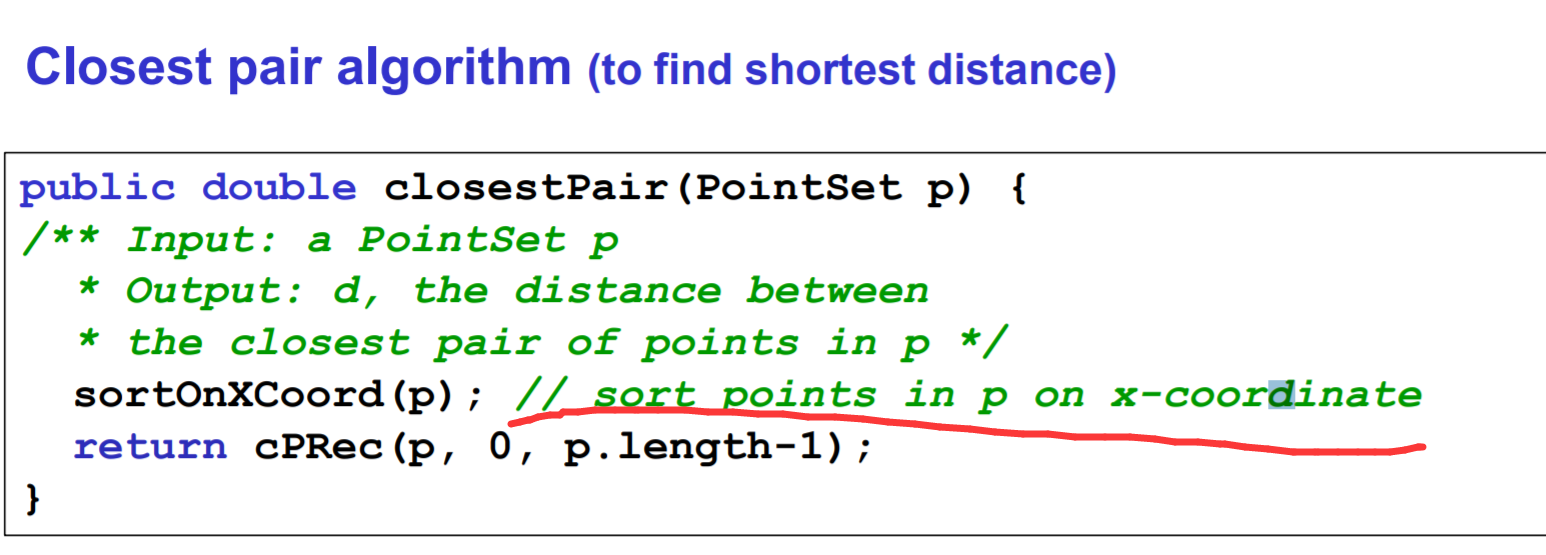 Closest pair algorithm (to find shortest distance)
public double closestPair(PointSet p) {
/** Input: a PointSet p
* Output: d, the distance between
* the closest pair of points in p */
sortOnXCoord(p); // sort points in p on x-coordinate
return cPRec(p, 0, p.length-1);
}